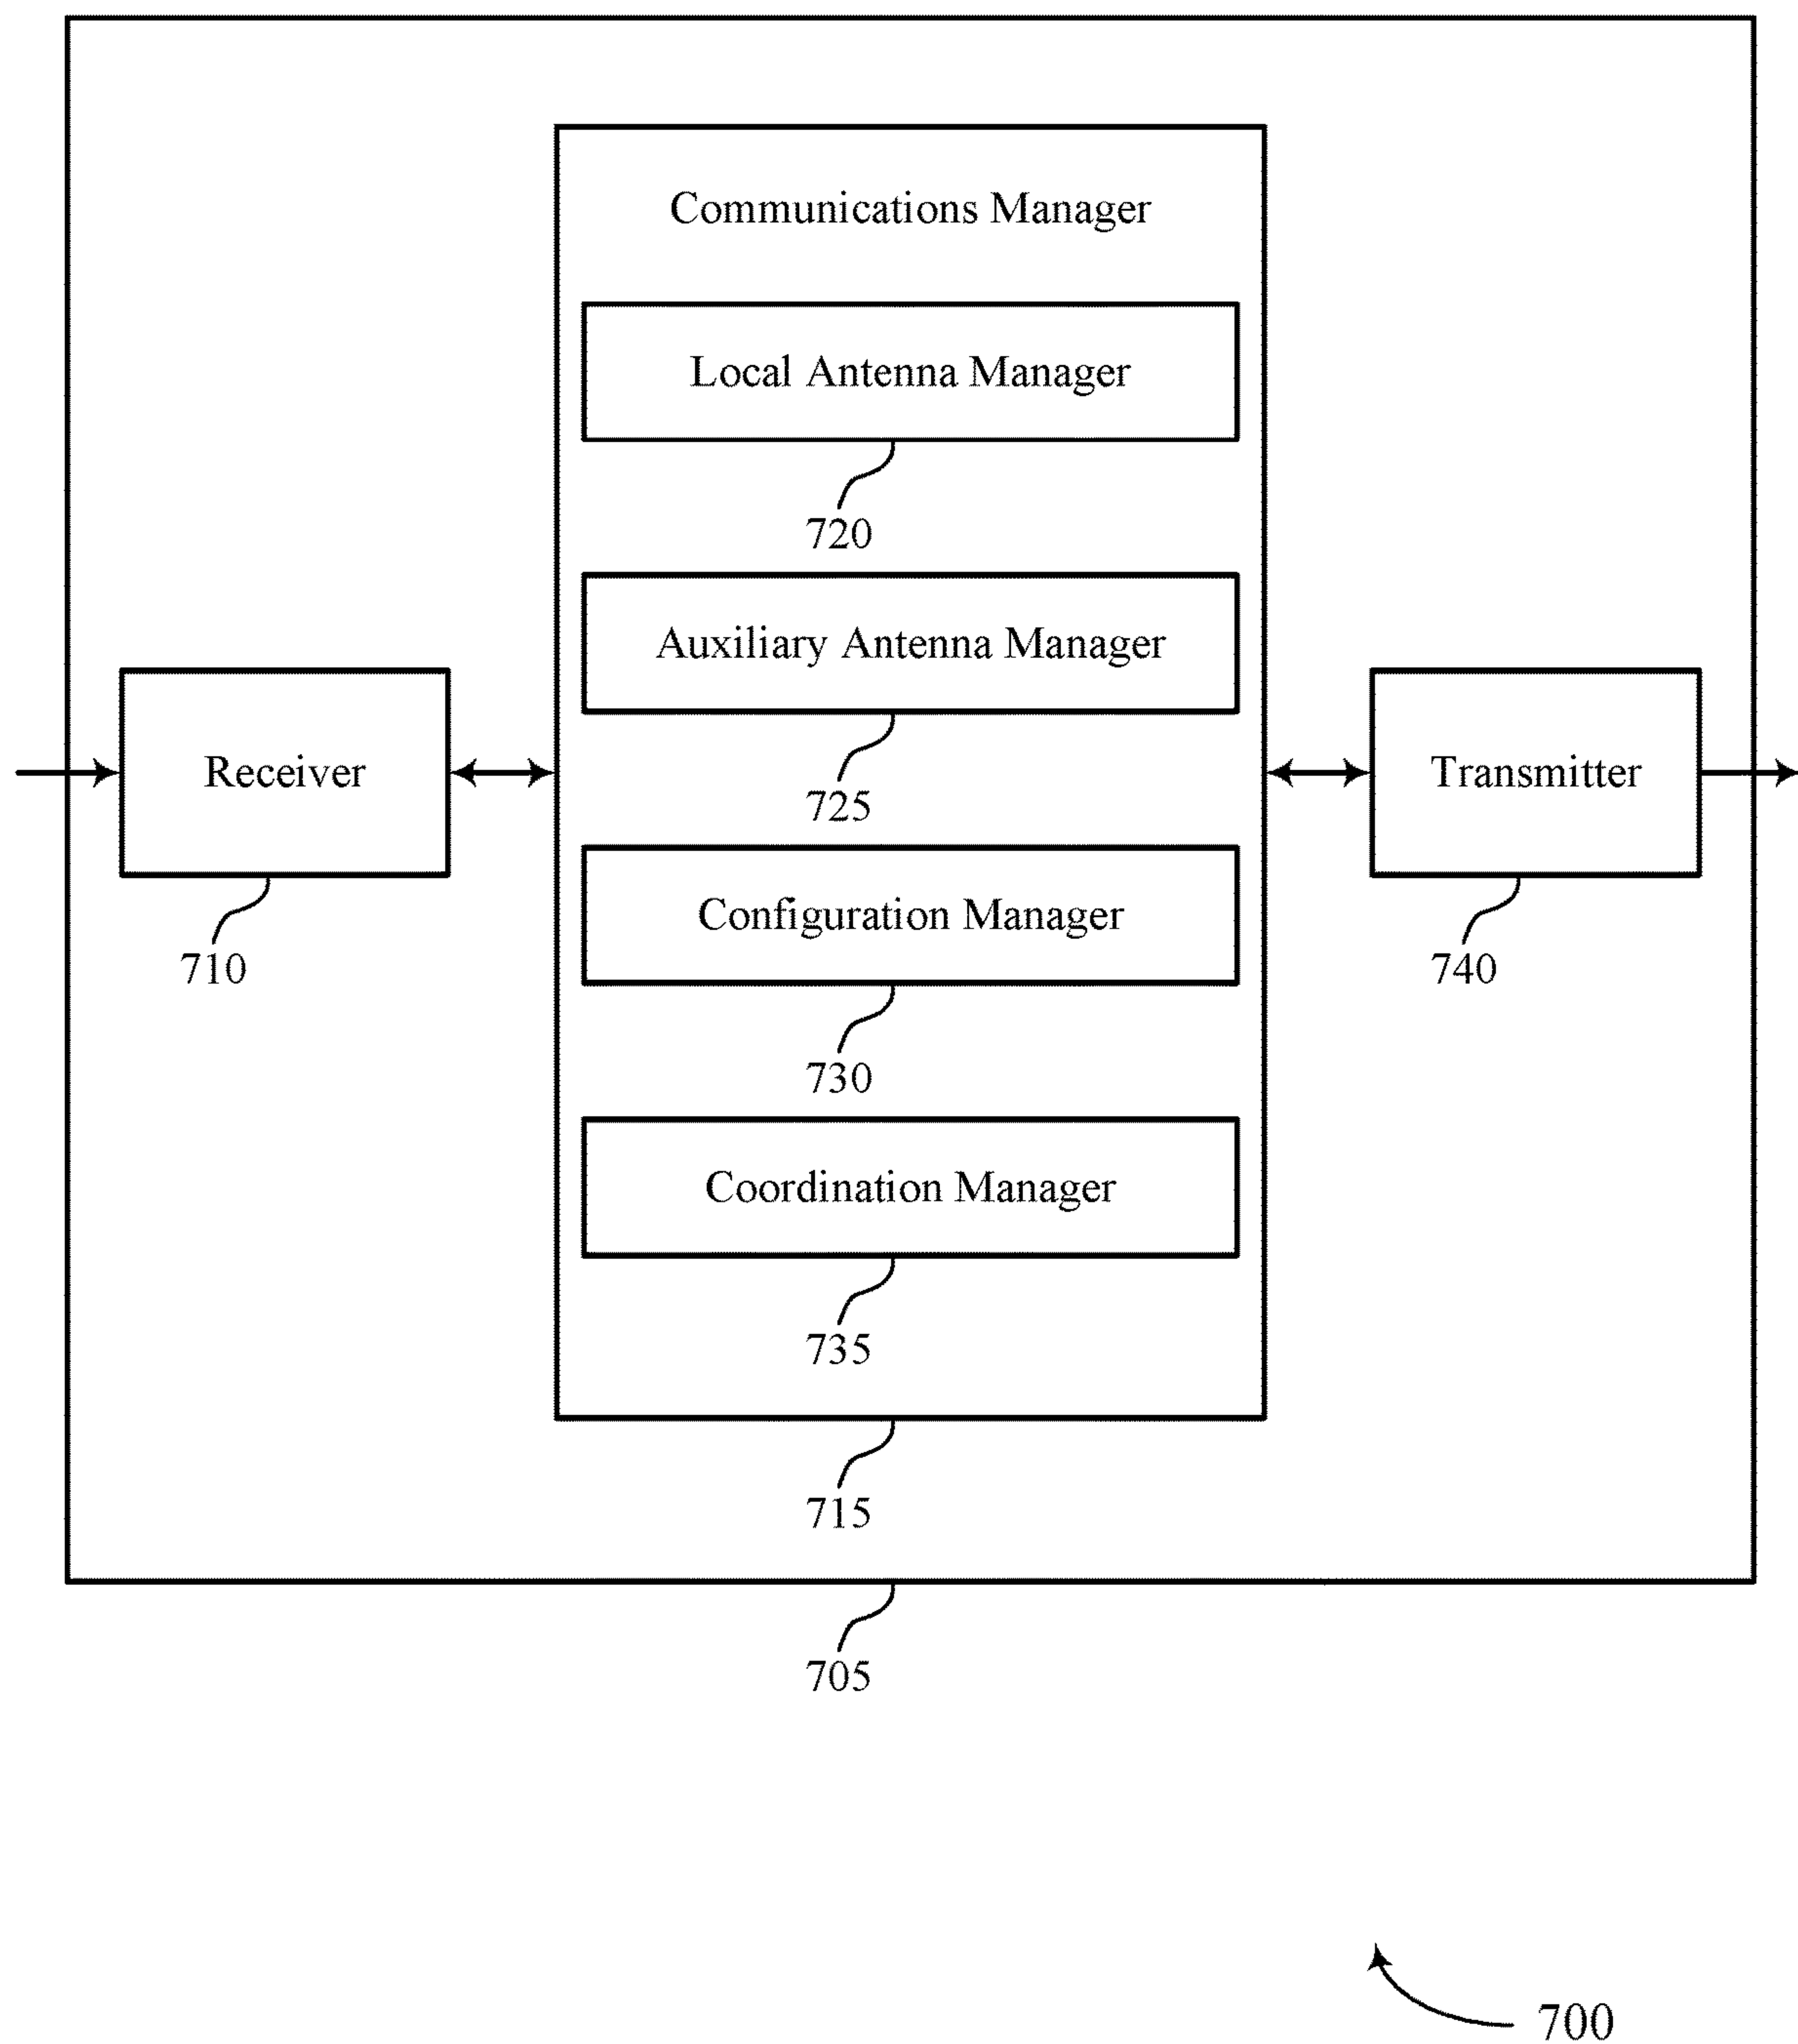 Communications Manager
Local Antenna Manager
720
Auxiliary Antenna Manager
725
Receiver
710
Transmitter
740
Configuration Manager
730
Coordination Manager
735
715
705
700